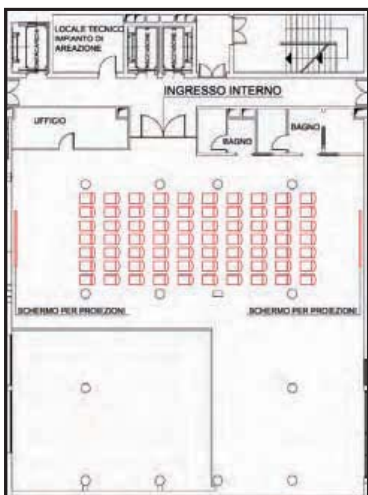 LOCALE TECNICO
IMPIANTO DI
AREAZIONE
INGRESSO INTERNO
UFFICIO
BAGNO
BAGNO
SCHERMO PER PROIEZIONI
SCHERMO PER PROIEZIONI